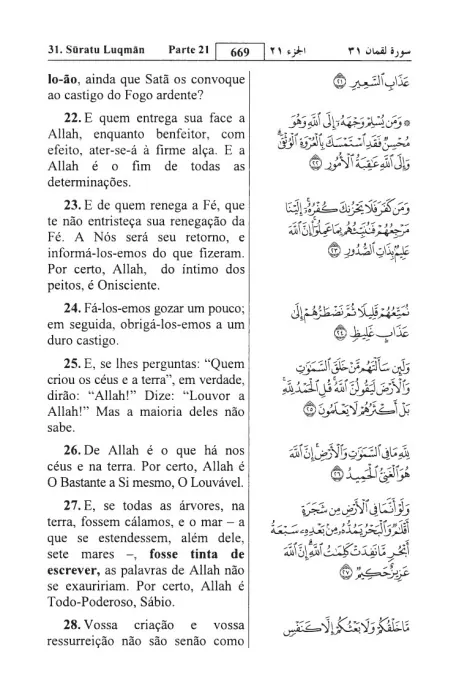 31. Sūratu Luqmān Parte 21 669 الجزء ٢١ سورة لقمان ٣١
lo-ão, ainda que Satã os convoque
ao castigo do Fogo ardente?
22. E quem entrega sua face a
Allah, enquanto benfeitor, com
efeito, ater-se-á à firme alça. E a
Allah é o fim de todas as
determinações.
23. E de quem renega a Fé, que
te não entristeça sua renegação da
Fé. A Nós será seu retorno, e
informá-los-emos do que fizeram.
Por certo, Allah, do íntimo dos
peitos, é Onisciente.
24. Fá-los-emos gozar um pouco;
em seguida, obrigá-los-emos a um
duro castigo.
25. E, se lhes perguntas: “Quem
criou os céus e a terra”, em verdade,
dirão: “Allah!” Dize: “Louvor a
Allah!” Mas a maioria deles não
sabe.
26. De Allah é o que há nos
céus e na terra. Por certo, Allah é
O Bastante a Si mesmo, O Louvável.
27. E, se todas as árvores, na
terra, fossem cálamos, e o mar – a
que se estendessem, além dele,
sete mares –, fosse tinta de
escrever, as palavras de Allah não
se exauririam. Por certo, Allah é
Todo-Poderoso, Sábio.
28. Vossa criação e vossa
ressurreição não são senão como
عَذَابِ ٱلسَّعِيرِ ٢١
۞ وَمَن يُسْلِمْ وَجْهَهُۥٓ إِلَى ٱللَّهِ وَهُوَ
مُحْسِنٌ فَقَدِ ٱسْتَمْسَكَ بِٱلْعُرْوَةِ ٱلْوُثْقَىٰ ۗ
وَإِلَى ٱللَّهِ عَٰقِبَةُ ٱلْأُمُورِ ٢٢
وَمَن كَفَرَ فَلَا يَحْزُنكَ كُفْرُهُۥٓ ۚ إِلَيْنَا
مَرْجِعُهُمْ فَنُنَبِّئُهُم بِمَا عَمِلُوٓا۟ ۚ إِنَّ ٱللَّهَ
عَلِيمٌۢ بِذَاتِ ٱلصُّدُورِ ٢٣
نُمَتِّعُهُمْ قَلِيلًا ثُمَّ نَضْطَرُّهُمْ إِلَىٰ
عَذَابٍ غَلِيظٍ ٢٤
وَلَئِن سَأَلْتَهُم مَّنْ خَلَقَ ٱلسَّمَٰوَٰتِ
وَٱلْأَرْضَ لَيَقُولُنَّ ٱللَّهُ ۚ قُلِ ٱلْحَمْدُ لِلَّهِ ۚ
بَلْ أَكْثَرُهُمْ لَا يَعْلَمُونَ ٢٥
لِلَّهِ مَا فِى ٱلسَّمَٰوَٰتِ وَٱلْأَرْضِ ۚ إِنَّ ٱللَّهَ
هُوَ ٱلْغَنِىُّ ٱلْحَمِيدُ ٢٦
وَلَوْ أَنَّمَا فِى ٱلْأَرْضِ مِن شَجَرَةٍ
أَقْلَٰمٌ وَٱلْبَحْرُ يَمُدُّهُۥ مِنۢ بَعْدِهِۦ سَبْعَةُ
أَبْحُرٍ مَّا نَفِدَتْ كَلِمَٰتُ ٱللَّهِ ۗ إِنَّ ٱللَّهَ
عَزِيزٌ حَكِيمٌ ٢٧
مَّا خَلْقُكُمْ وَلَا بَعْثُكُمْ إِلَّا كَنَفْسٍ